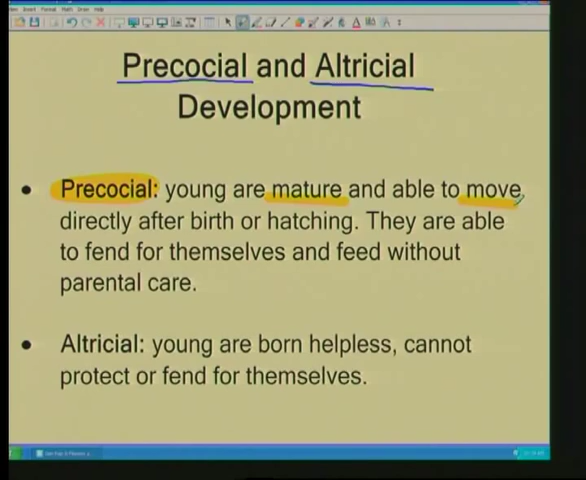 Precocial and Altricial
Development
• Precocial: young are mature and able to move
directly after birth or hatching. They are able
to fend for themselves and feed without
parental care.
• Altricial: young are born helpless, cannot
protect or fend for themselves.